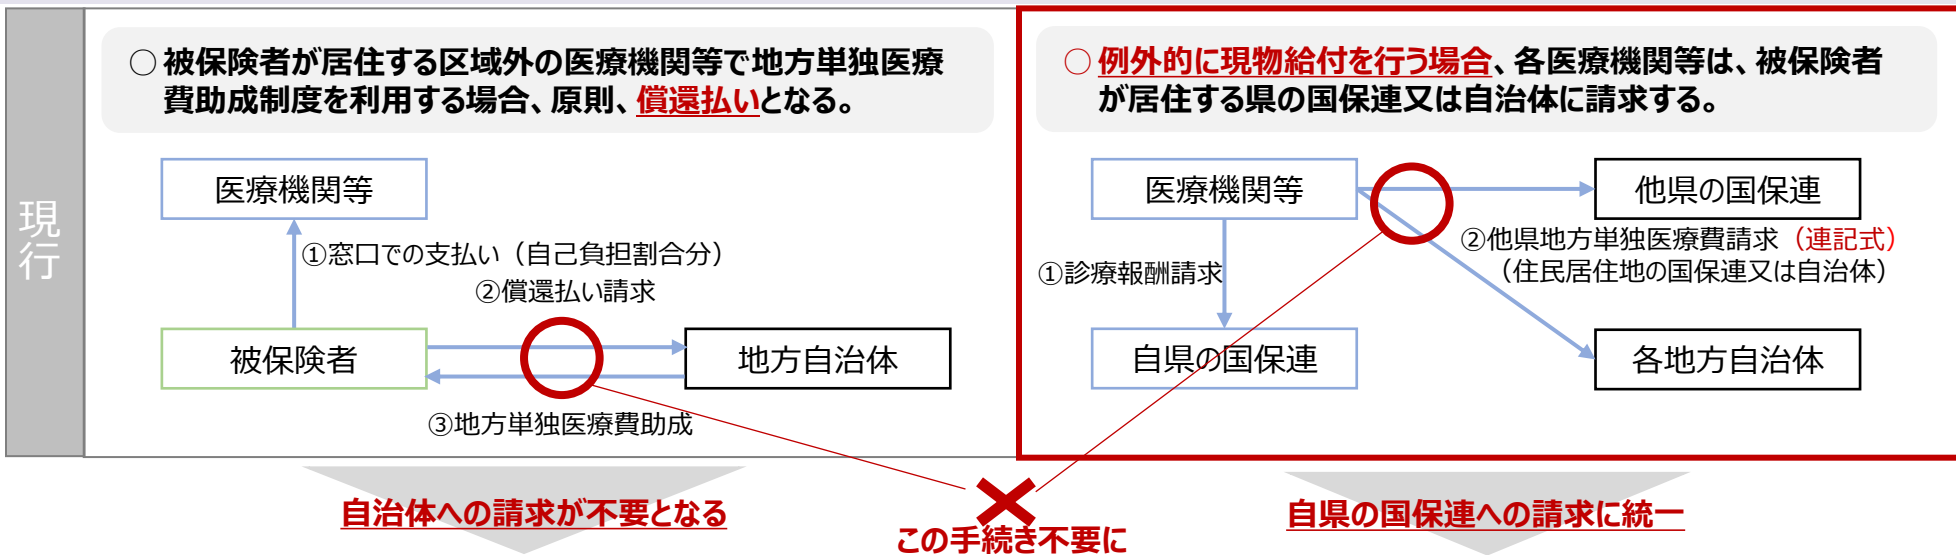 現行
○ 被保険者が居住する区域外の医療機関等で地方単独医療
費助成制度を利用する場合、原則、償還払いとなる。
医療機関等
①窓口での支払い（自己負担割合分）
②償還払い請求
被保険者
地方自治体
③地方単独医療費助成
○ 例外的に現物給付を行う場合、各医療機関等は、被保険者
が居住する県の国保連又は自治体に請求する。
医療機関等
他県の国保連
②他県地方単独医療費請求（連記式）
（住民居住地の国保連又は自治体）
①診療報酬請求
自県の国保連
各地方自治体
自治体への請求が不要となる
この手続き不要に
自県の国保連への請求に統一